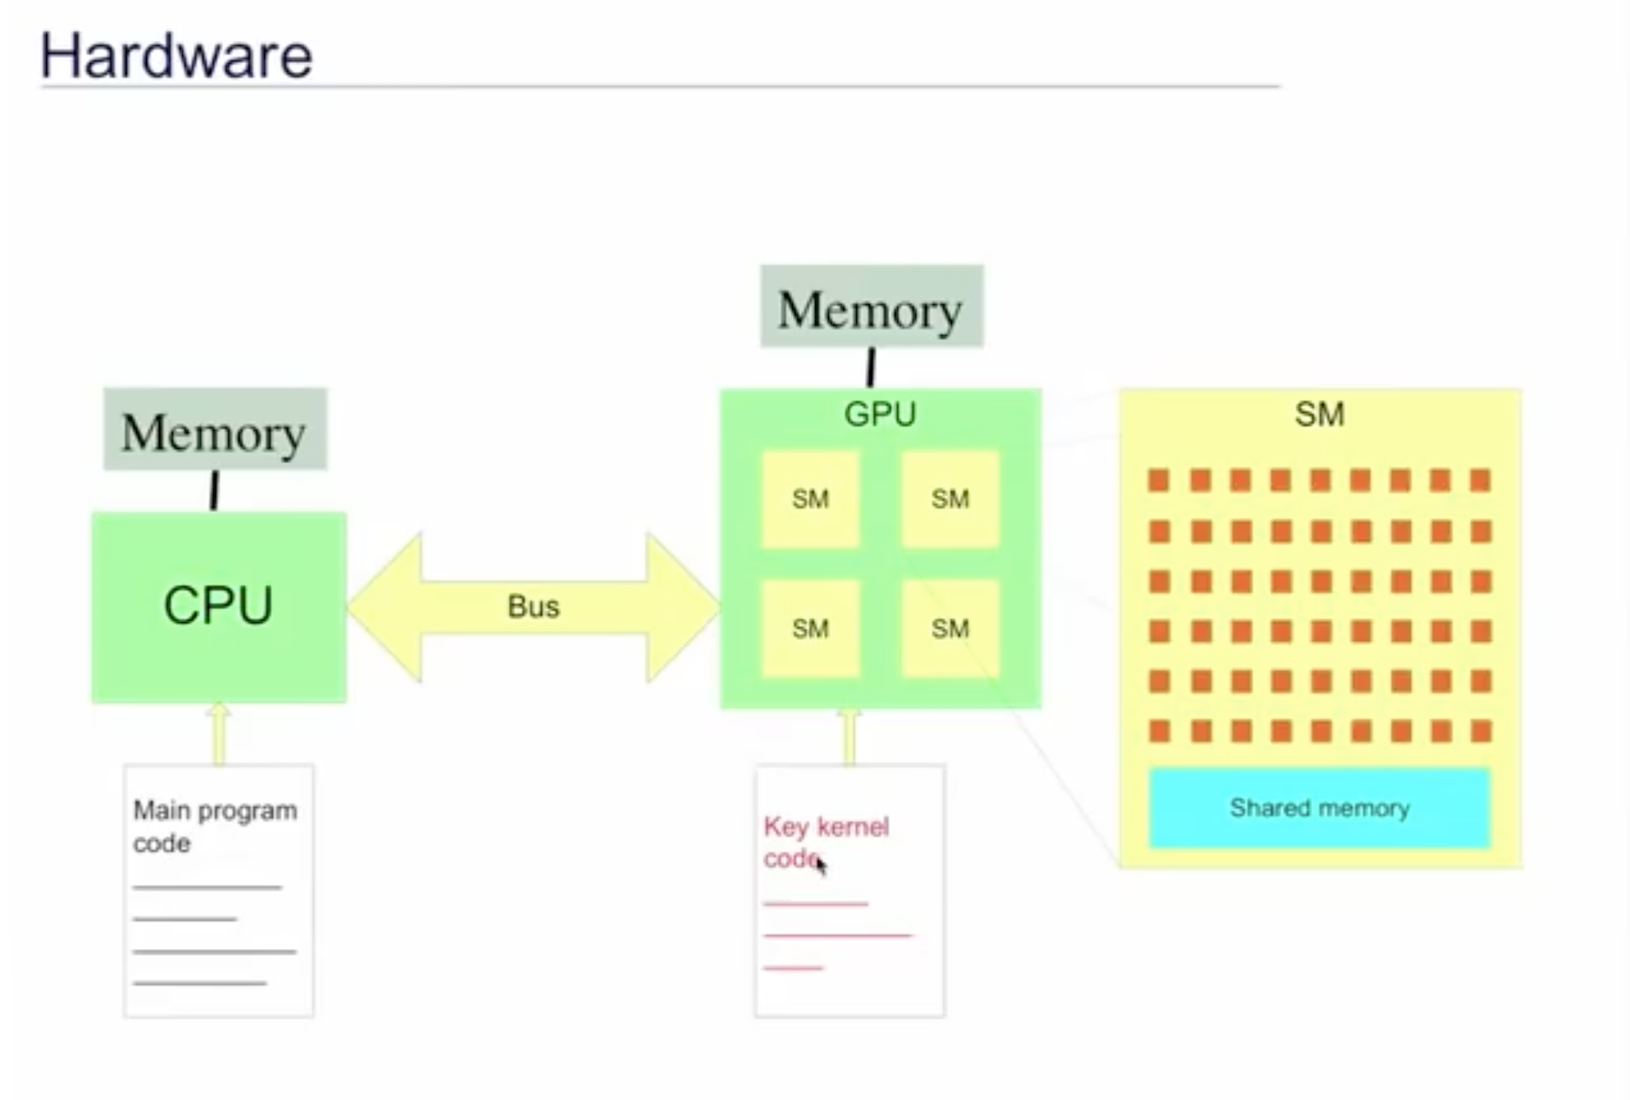 Hardware
Memory
Memory
GPU
SM
SM
SM
SM
SM
CPU
Bus
Shared memory
Main program
code
Key kernel
code